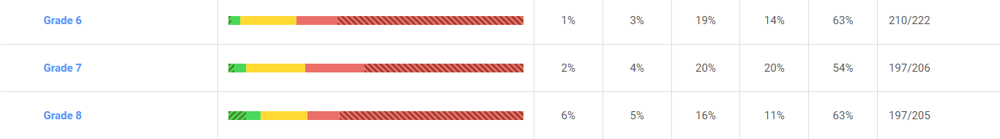 Grade 6 1% 3% 19% 14% 63% 210/222
Grade 7 2% 4% 20% 20% 54% 197/206
Grade 8 6% 5% 16% 11% 63% 197/205